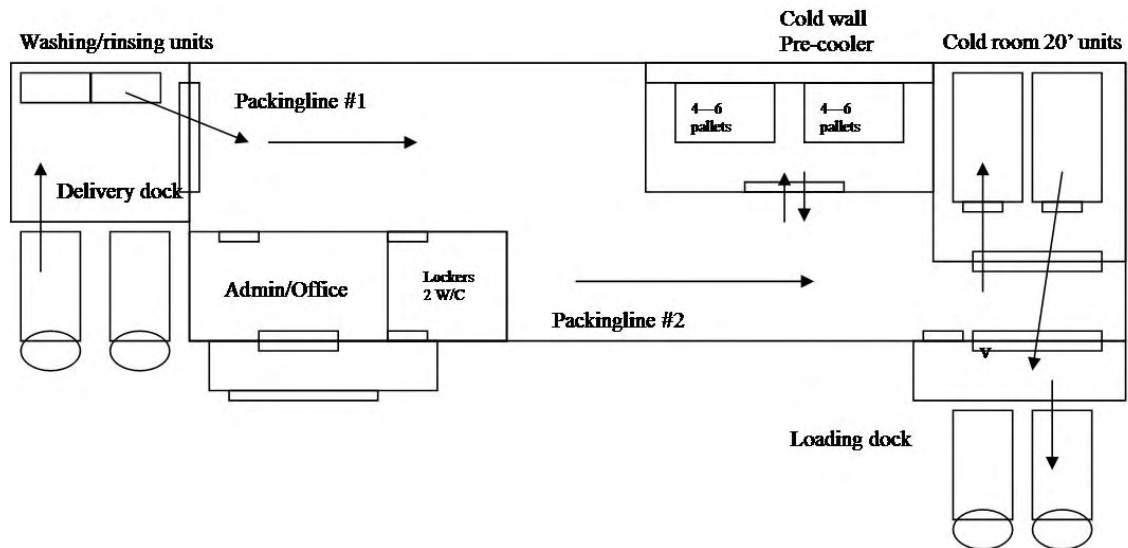 Cold wall
Pre-cooler
Washing/rinsing units
Cold room 20’ units
Packingline #1
4—6
pallets
4—6
pallets
Delivery dock
Admin/Office
Lockers
2 W/C
Packingline #2
v
Loading dock